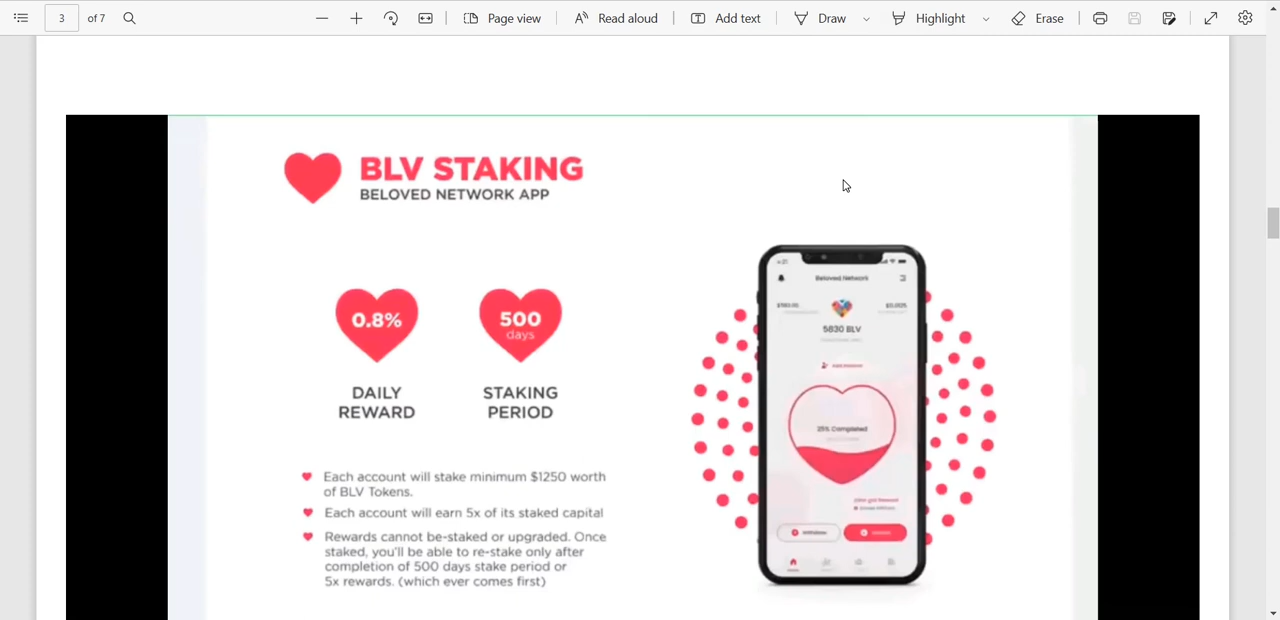 3 of 7 Page view Read aloud Add text Draw Highlight Erase
BLV STAKING
BELOVED NETWORK APP
0.8%
500
days
DAILY
REWARD
STAKING
PERIOD
Each account will stake minimum $1250 worth
of BLV Tokens.
Each account will earn 5x of its staked capital
Rewards cannot be-staked or upgraded. Once
staked, you'll be able to re-stake only after
completion of 500 days stake period or
5x rewards. (which ever comes first)
Beloved Network
5830 BLV
25% Completed